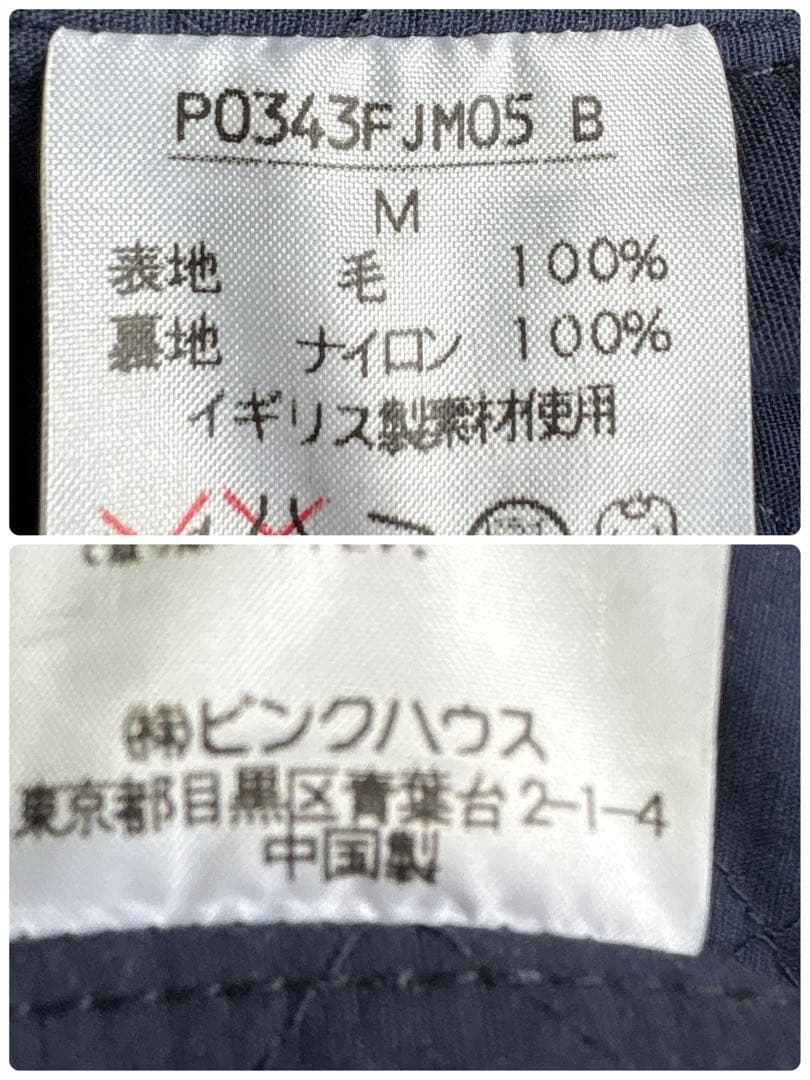 P0343FJM05 B
M
表地 毛 100%
裏地 ナイロン 100%
イギリス製素材使用
㈱ピンクハウス
東京都目黒区青葉台2-1-4
中国製